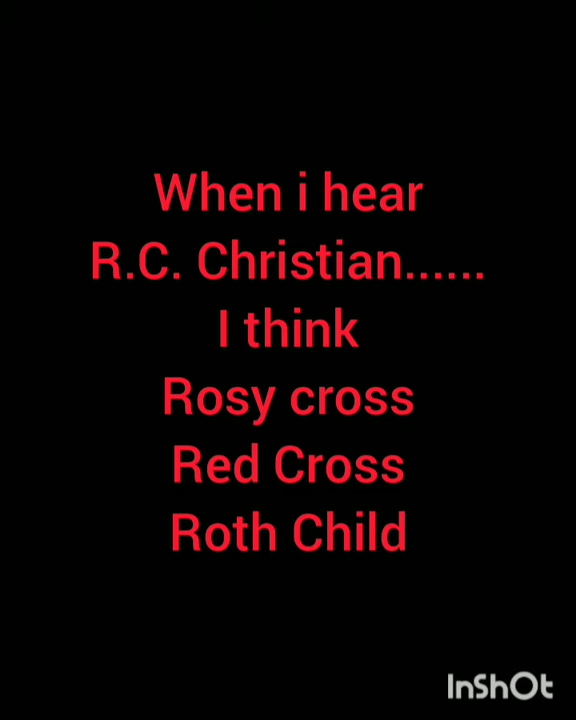 When i hear
R.C. Christian......
I think
Rosy cross
Red Cross
Roth Child
InShOt